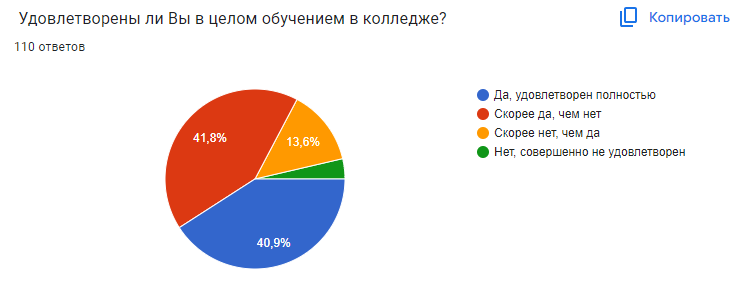 Удовлетворены ли Вы в целом обучением в колледже?
Копировать
110 ответов
Да, удовлетворен полностью
Скорее да, чем нет
Скорее нет, чем да
Нет, совершенно не удовлетворен
41,8%
13,6%
40,9%